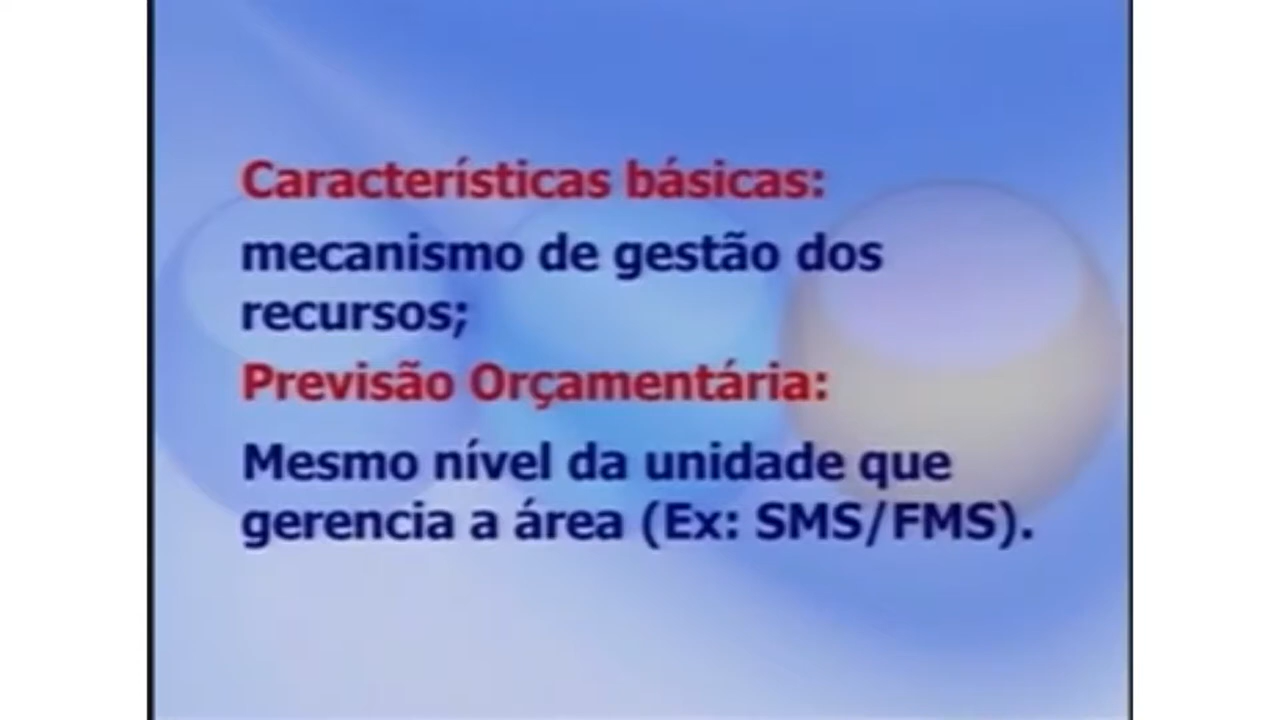 Características básicas:
mecanismo de gestão dos
recursos;
Previsão Orçamentária:
Mesmo nível da unidade que
gerencia a área (Ex: SMS/FMS).